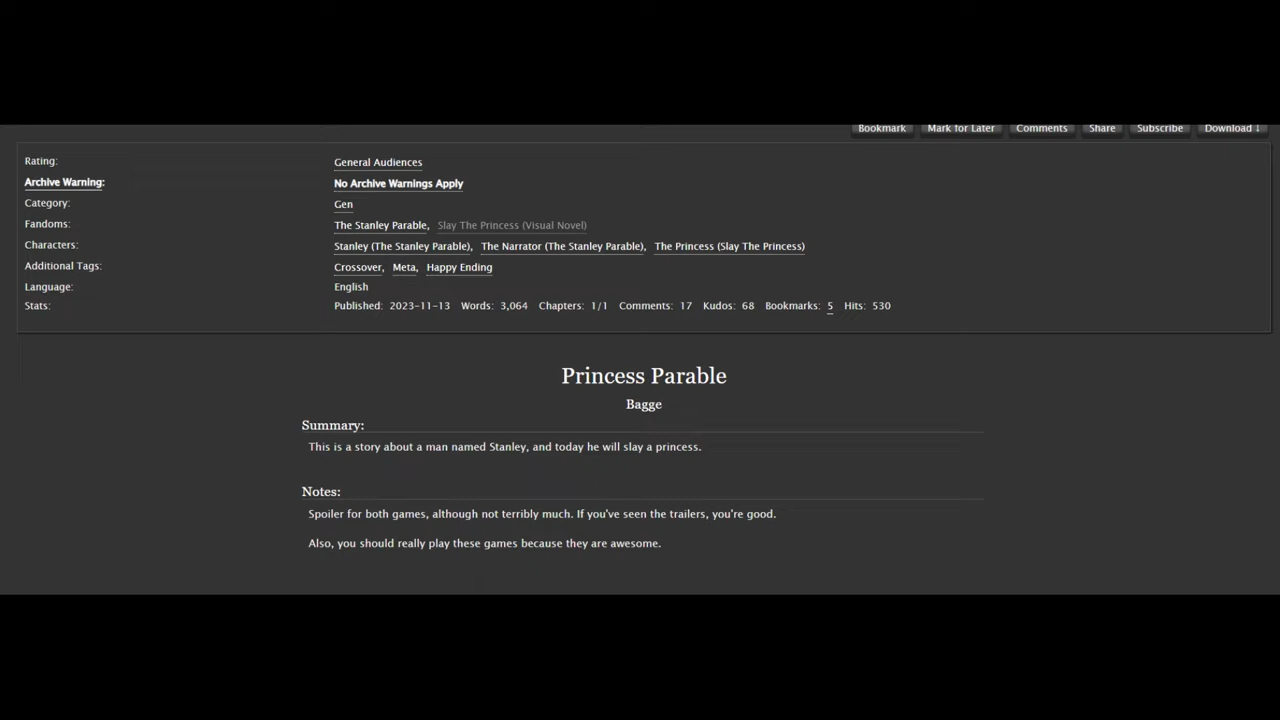 Bookmark Mark for Later Comments Share Subscribe Download ↓
Rating: General Audiences
Archive Warning: No Archive Warnings Apply
Category: Gen
Fandoms: The Stanley Parable, Slay The Princess (Visual Novel)
Characters: Stanley (The Stanley Parable), The Narrator (The Stanley Parable), The Princess (Slay The Princess)
Additional Tags: Crossover, Meta, Happy Ending
Language: English
Stats: Published: 2023-11-13 Words: 3,064 Chapters: 1/1 Comments: 17 Kudos: 68 Bookmarks: 5 Hits: 530
Princess Parable
Bagge
Summary:
This is a story about a man named Stanley, and today he will slay a princess.
Notes:
Spoiler for both games, although not terribly much. If you've seen the trailers, you're good.
Also, you should really play these games because they are awesome.